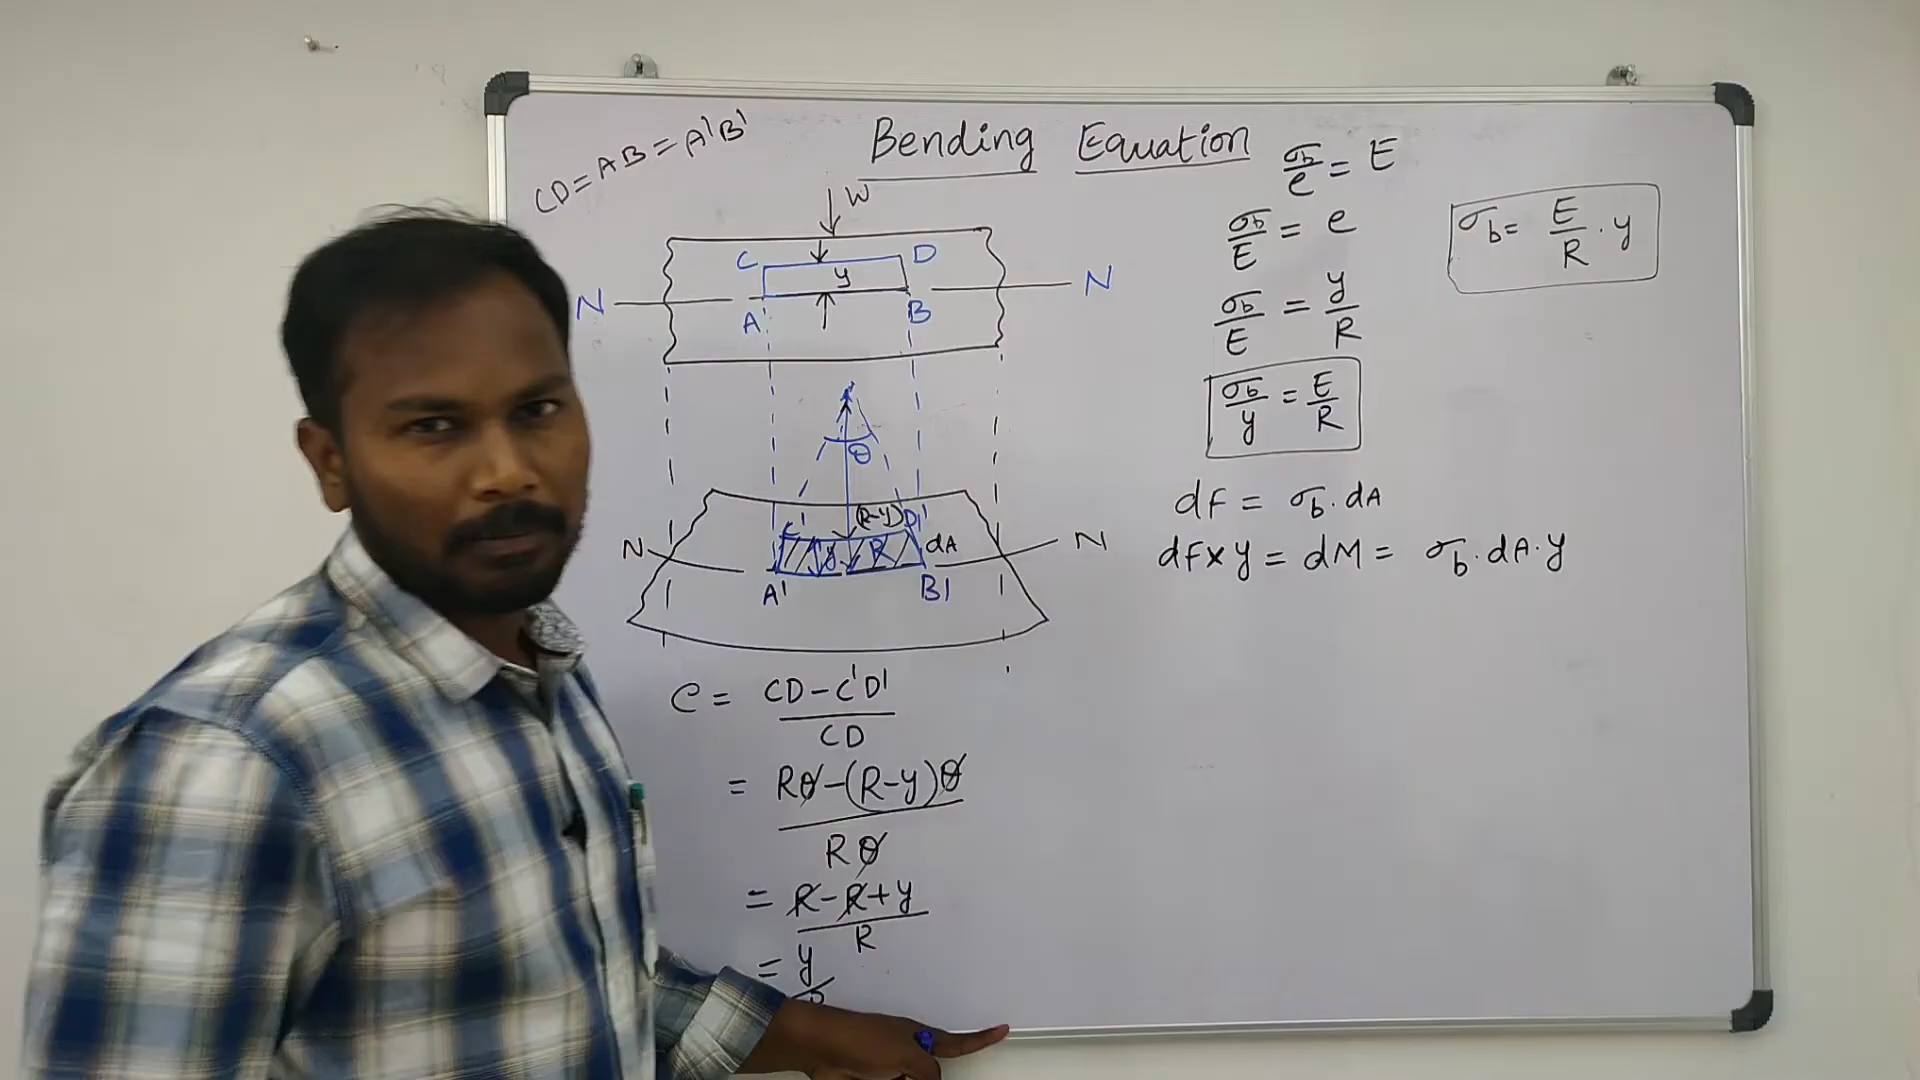 CD = AB = A'B'
Bending Equation
W
C D
y
N N
A B
θ
C' (R-y) D'
N y R dA N
A' B'
e = CD - C'D' / CD
= Rθ - (R-y)θ / Rθ
= R - R + y / R
= y / R
σb/e = E
σb/E = e
σb/E = y/R
σb/y = E/R
σb = E/R · y
dF = σb · dA
dF x y = dM = σb · dA · y